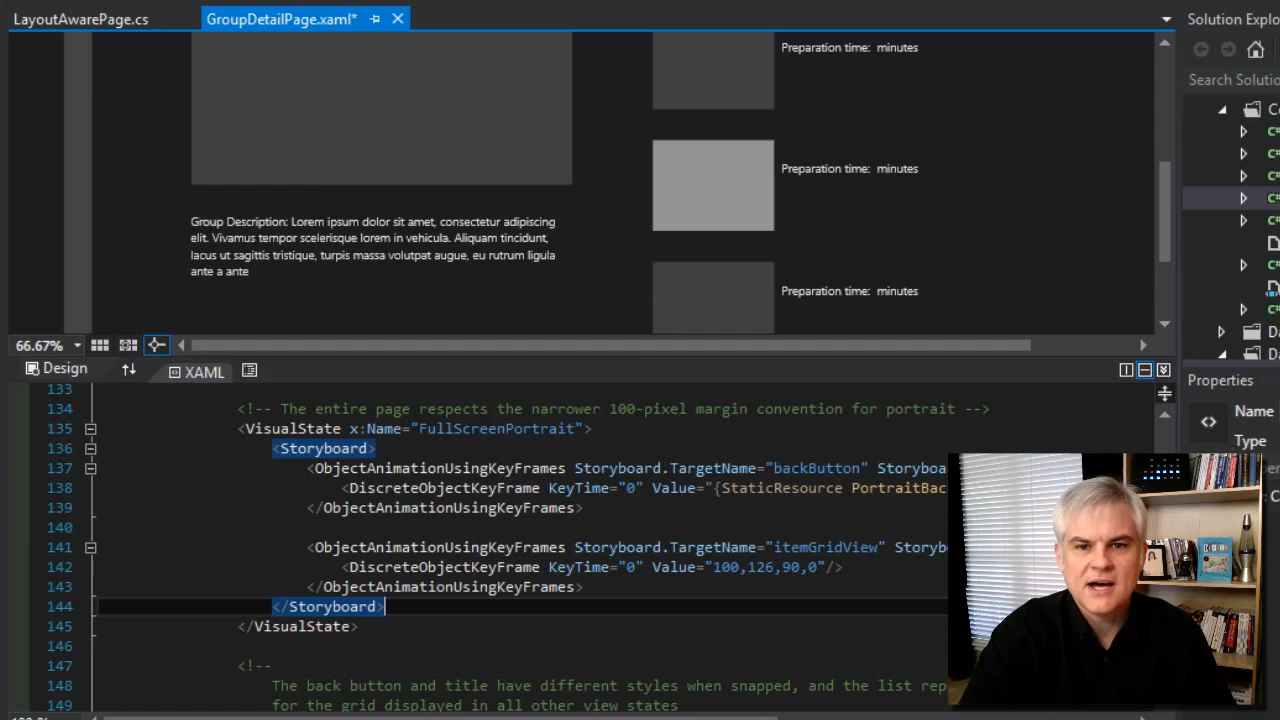 LayoutAwarePage.cs
GroupDetailPage.xaml*
Solution Explo
Preparation time: minutes
Search Solutio
Preparation time: minutes
Group Description: Lorem ipsum dolor sit amet, consectetur adipiscing
elit. Vivamus tempor scelerisque lorem in vehicula. Aliquam tincidunt,
lacus ut sagittis tristique, turpis massa volutpat augue, eu rutrum ligula
ante a ante
Preparation time: minutes
66.67%
Design
XAML
Properties
Name
Type
133
134 <!-- The entire page respects the narrower 100-pixel margin convention for portrait -->
135 <VisualState x:Name="FullScreenPortrait">
136 <Storyboard>
137 <ObjectAnimationUsingKeyFrames Storyboard.TargetName="backButton" Storyboa
138 <DiscreteObjectKeyFrame KeyTime="0" Value="{StaticResource PortraitBac
139 </ObjectAnimationUsingKeyFrames>
140
141 <ObjectAnimationUsingKeyFrames Storyboard.TargetName="itemGridView" Storyb
142 <DiscreteObjectKeyFrame KeyTime="0" Value="100,126,90,0"/>
143 </ObjectAnimationUsingKeyFrames>
144 </Storyboard>
145 </VisualState>
146
147 <!--
148 The back button and title have different styles when snapped, and the list rep
149 for the grid displayed in all other view states